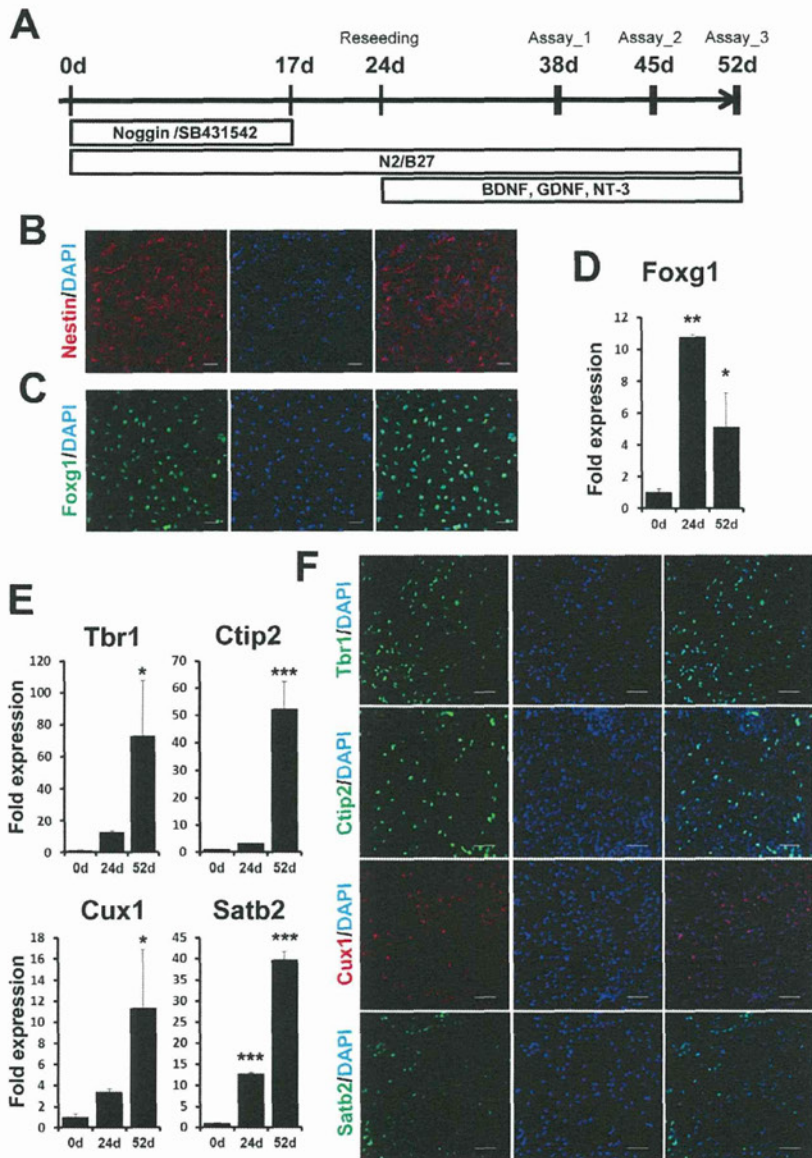 A
Reseeding Assay_1 Assay_2 Assay_3
0d 17d 24d 38d 45d 52d
Noggin /SB431542
N2/B27
BDNF, GDNF, NT-3
B
Nestin/DAPI
C
Foxg1/DAPI
D
Foxg1
Fold expression
12
10
8
6
4
2
0
**
*
0d 24d 52d
E
Tbr1
Fold expression
120
100
80
60
40
20
0
*
0d 24d 52d
Ctip2
70
60
50
40
30
20
10
0
***
0d 24d 52d
Cux1
Fold expression
18
16
14
12
10
8
6
4
2
0
*
0d 24d 52d
Satb2
45
40
35
30
25
20
15
10
5
0
***
***
0d 24d 52d
F
Tbr1/DAPI
Ctip2/DAPI
Cux1/DAPI
Satb2/DAPI